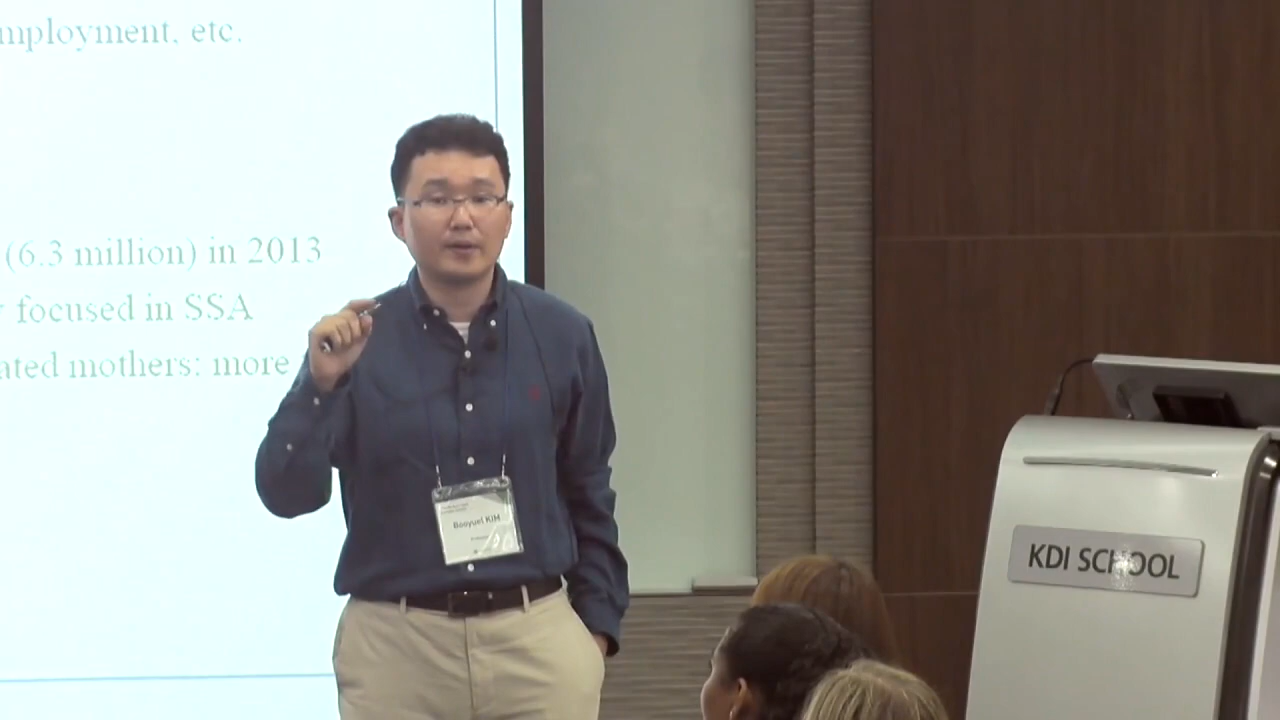 mployment, etc.
(6.3 million) in 2013
focused in SSA
ated mothers: more
Booyuel KIM
KDI SCHOOL